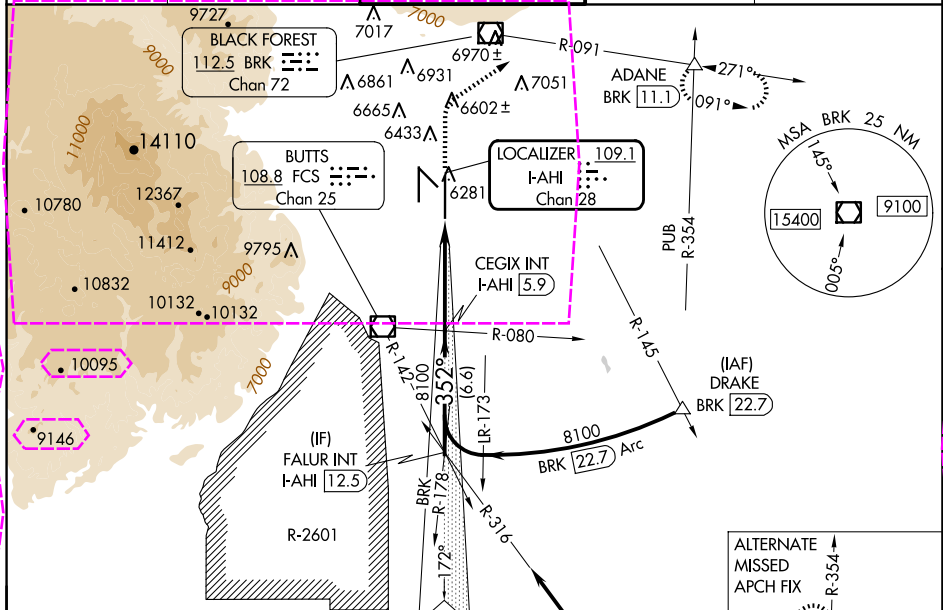 9727
7017
7000
BLACK FOREST
112.5 BRK
Chan 72
6970 ±
R-091
9000
6861
6931
7051
ADANE
BRK 11.1
271°
091°
6665
6602 ±
6433
11000
14110
BUTTS
108.8 FCS
Chan 25
LOCALIZER 109.1
I-AHI
Chan 28
6281
MSA BRK 25 NM
145°
15400
9100
005°
10780
12367
11412
9795
9000
PUB
R-354
10832
10132
10132
CEGIX INT
I-AHI 5.9
R-080
R-145
10095
7000
R-142
8100
352°
(6.6)
LR-173
(IAF)
DRAKE
BRK 22.7
9146
8100
BRK 22.7 Arc
(IF)
FALUR INT
I-AHI 12.5
BRK
R-178
R-316
R-2601
172°
ALTERNATE
MISSED
APCH FIX
R-354